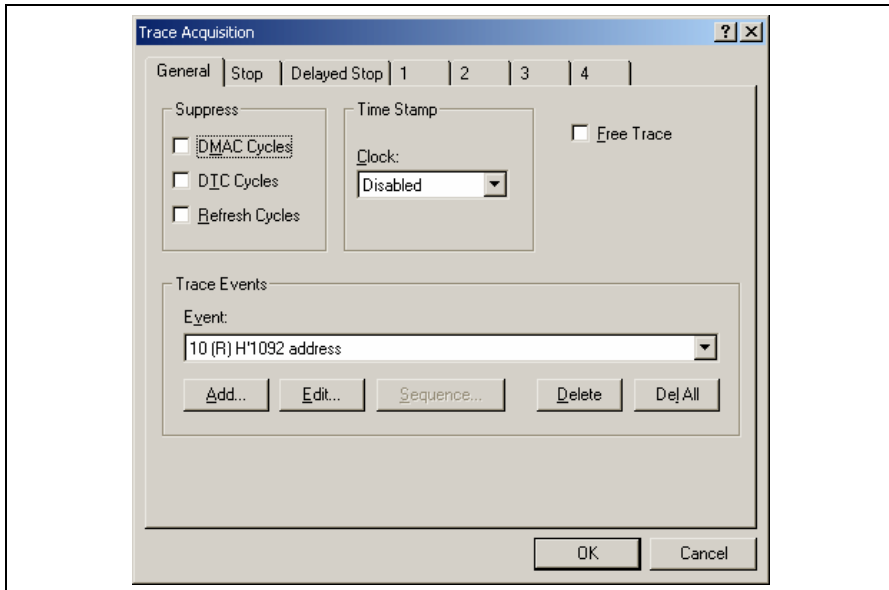 Trace Acquisition
General Stop Delayed Stop 1 2 3 4
Suppress
DMAC Cycles
DTC Cycles
Refresh Cycles
Time Stamp
Clock:
Disabled
Free Trace
Trace Events
Event:
10 (R) H'1092 address
Add... Edit... Sequence... Delete Del All
OK Cancel